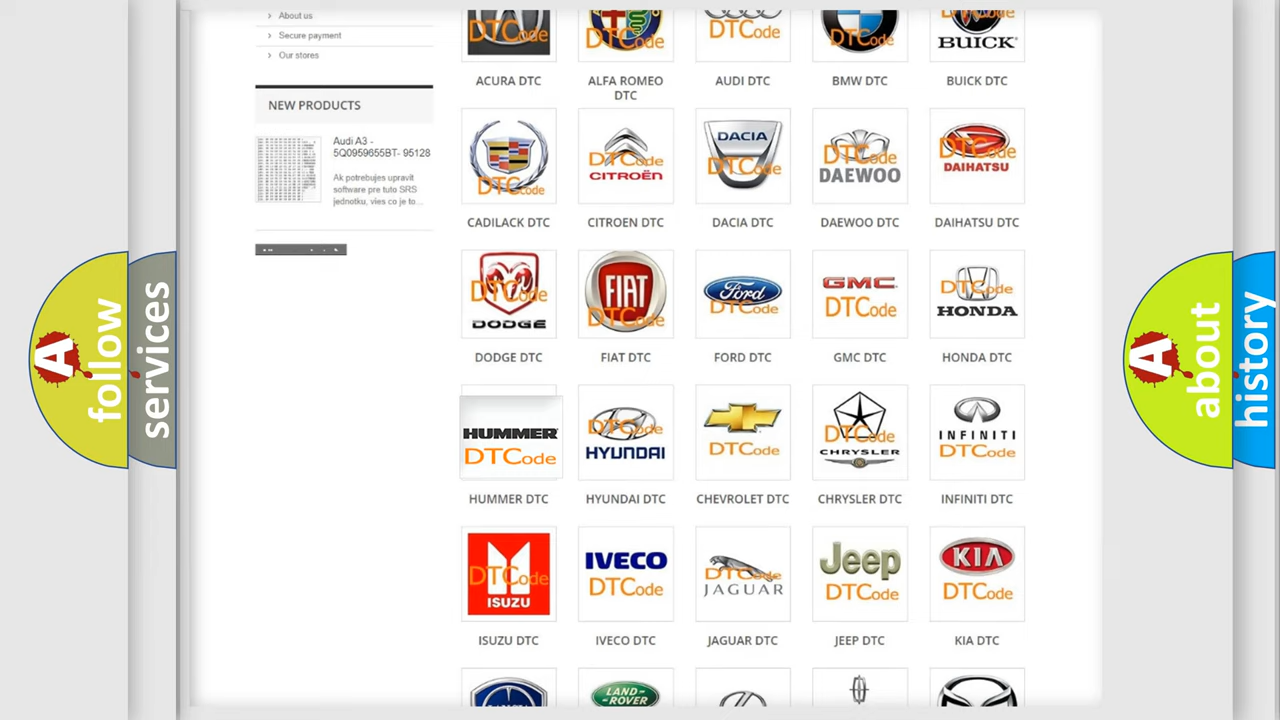 About us
Secure payment
Our stores
NEW PRODUCTS
Audi A3 -
5Q0959655BT- 95128
Ak potrebujes upravit
software pre tuto SRS
jednotku, vies co je to...
DTCode DTCode DTCode DTCode BUICK
ACURA DTC ALFA ROMEO DTC AUDI DTC BMW DTC BUICK DTC
DTCode DTCode CITROËN DACIA DTCode DTCode DAEWOO DTCode DAIHATSU
CADILACK DTC CITROEN DTC DACIA DTC DAEWOO DTC DAIHATSU DTC
DTCode DODGE FIAT DTCode Ford DTCode GMC DTCode DTCode HONDA
DODGE DTC FIAT DTC FORD DTC GMC DTC HONDA DTC
HUMMER DTCode DTCode HYUNDAI DTCode DTCode CHRYSLER INFINITI DTCode
HUMMER DTC HYUNDAI DTC CHEVROLET DTC CHRYSLER DTC INFINITI DTC
DTCode ISUZU IVECO DTCode DTCode JAGUAR Jeep DTCode KIA DTCode
ISUZU DTC IVECO DTC JAGUAR DTC JEEP DTC KIA DTC
LAND-ROVER
A follow
services
A about
history